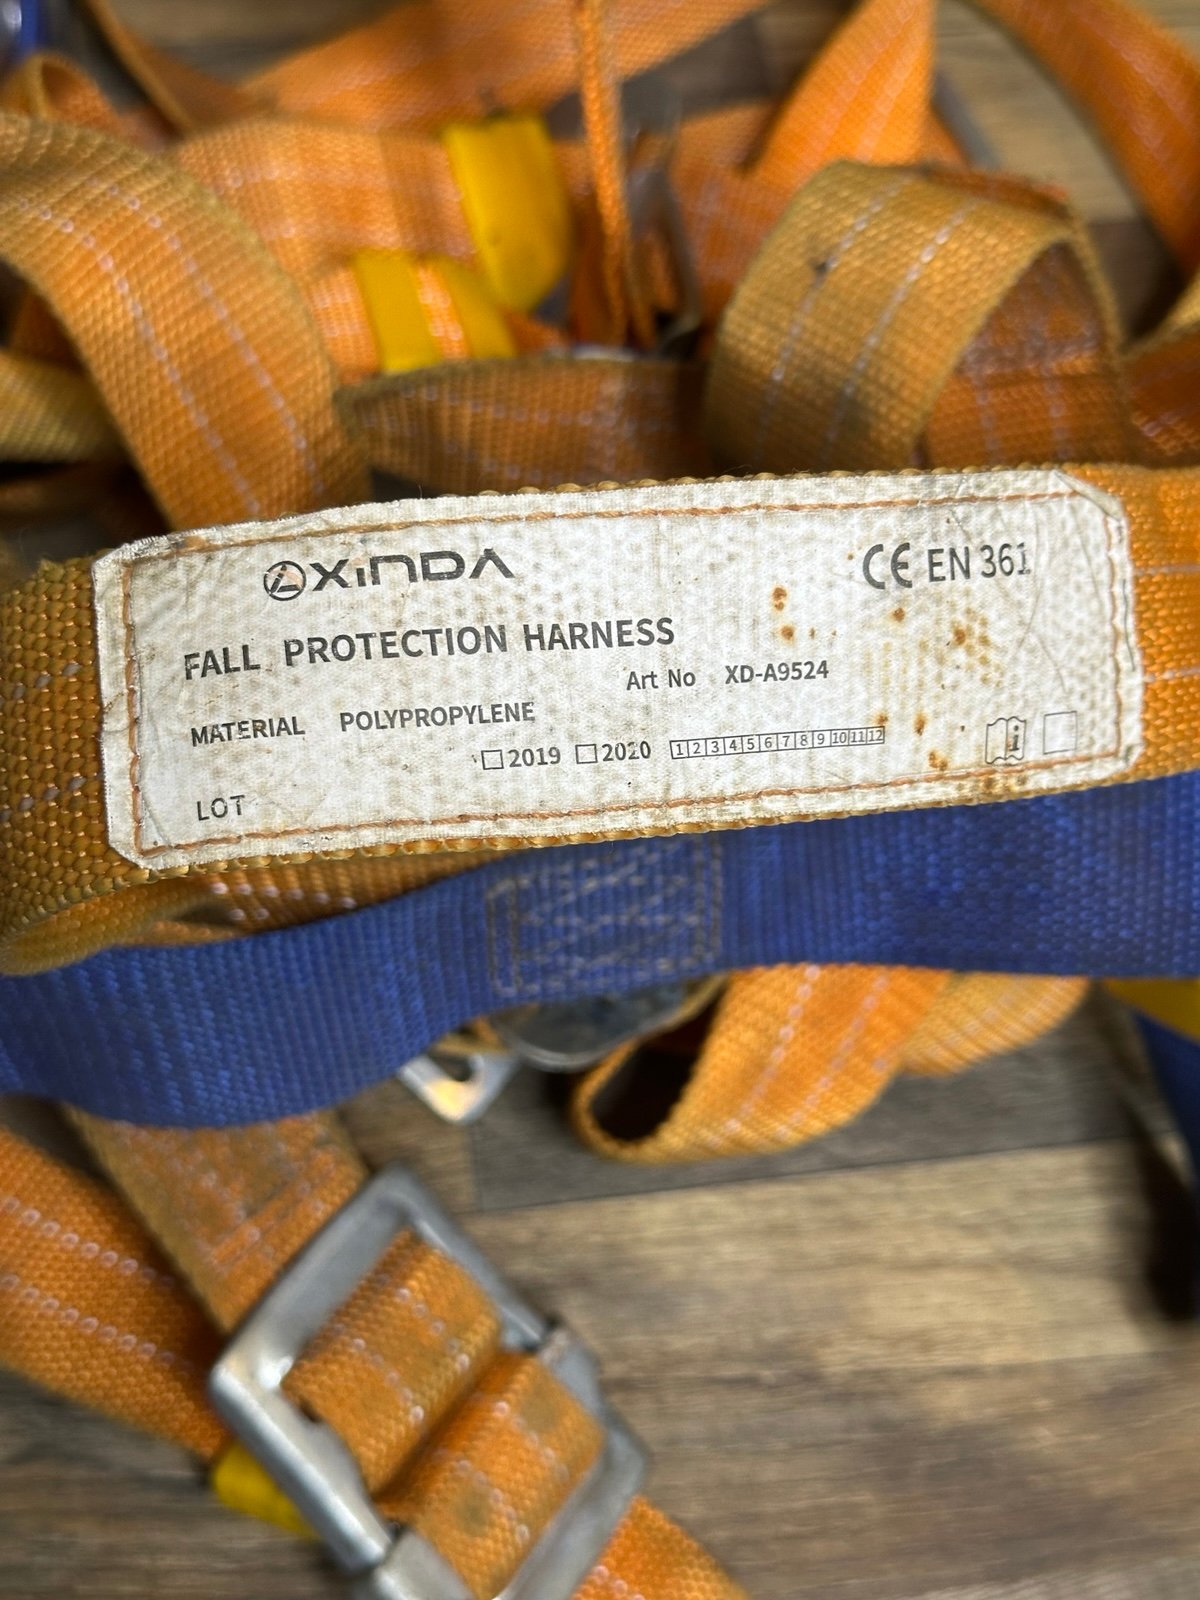 XINDA
CE EN 361
FALL PROTECTION HARNESS
Art No XD-A9524
MATERIAL POLYPROPYLENE
2019 2020 1 2 3 4 5 6 7 8 9 10 11 12
i
LOT